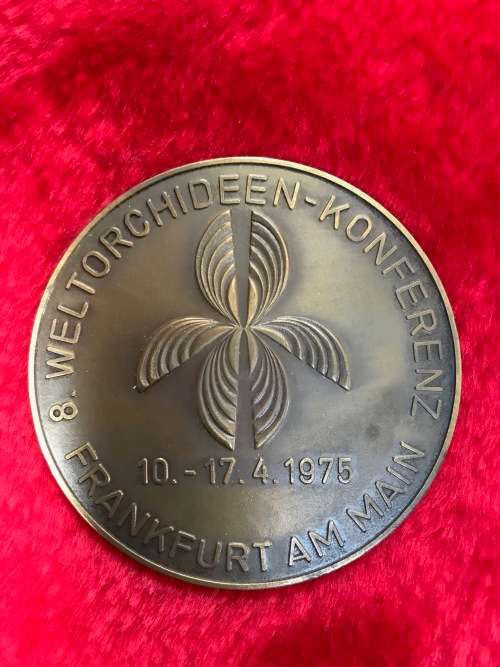 8. WELTORCHIDEEN-KONFERENZ
10.-17.4.1975
FRANKFURT AM MAIN